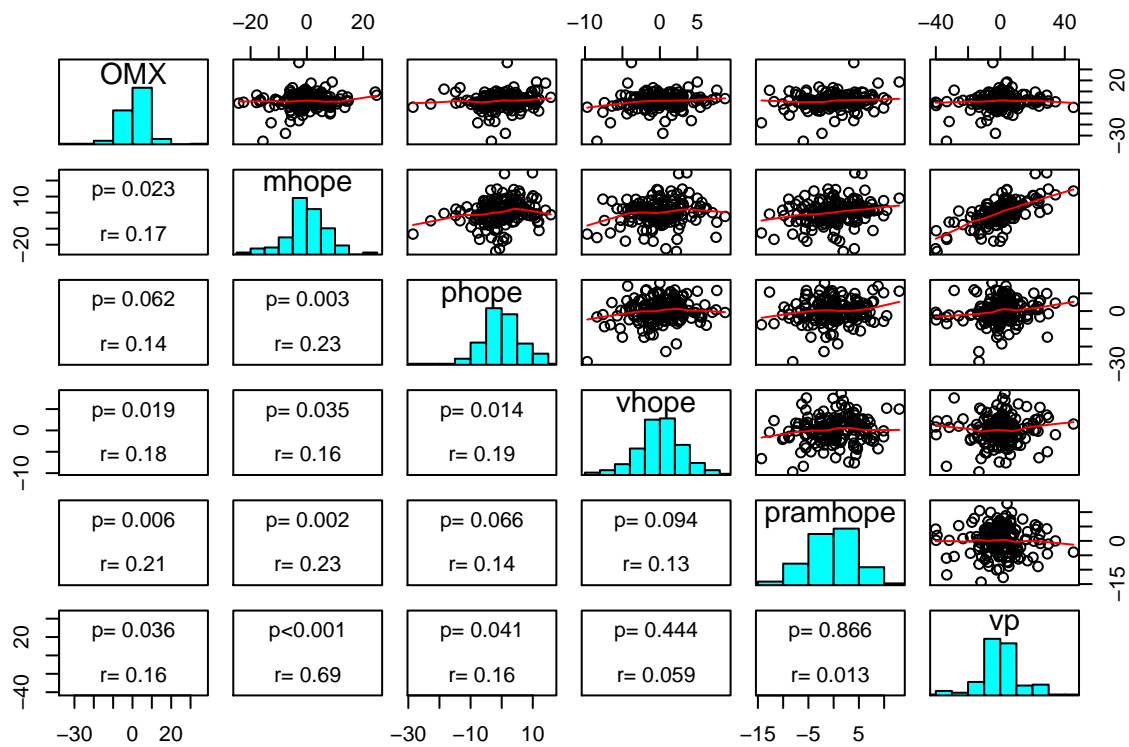 −20 0 20 −10 0 5 −40 0 40
OMX
−30 20
p= 0.023
r= 0.17
mhope
−20 10
p= 0.062
r= 0.14
p= 0.003
r= 0.23
phope
−30 0
p= 0.019
r= 0.18
p= 0.035
r= 0.16
p= 0.014
r= 0.19
vhope
−10 0
p= 0.006
r= 0.21
p= 0.002
r= 0.23
p= 0.066
r= 0.14
p= 0.094
r= 0.13
pramhope
−15 0
p= 0.036
r= 0.16
p<0.001
r= 0.69
p= 0.041
r= 0.16
p= 0.444
r= 0.059
p= 0.866
r= 0.013
vp
−40 20
−30 0 20 −30 −10 10 −15 −5 5